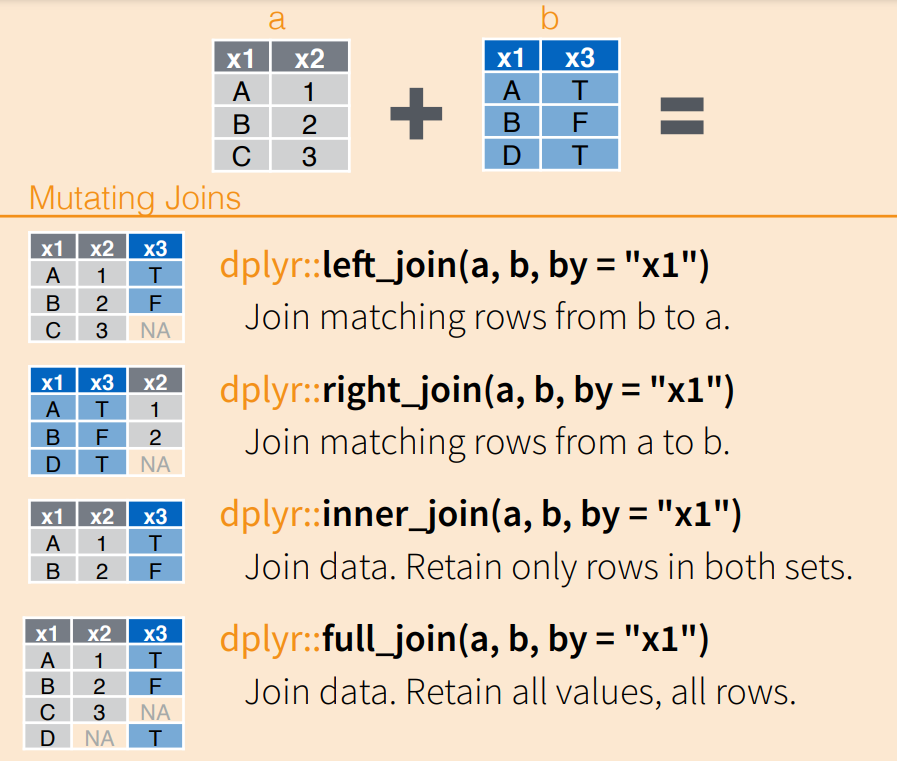 a b
x1 x2 x1 x3
A 1 A T
B 2 B F
C 3 D T
Mutating Joins
x1 x2 x3
A 1 T
B 2 F
C 3 NA
dplyr::left_join(a, b, by = "x1")
Join matching rows from b to a.
x1 x3 x2
A T 1
B F 2
D T NA
dplyr::right_join(a, b, by = "x1")
Join matching rows from a to b.
x1 x2 x3
A 1 T
B 2 F
dplyr::inner_join(a, b, by = "x1")
Join data. Retain only rows in both sets.
x1 x2 x3
A 1 T
B 2 F
C 3 NA
D NA T
dplyr::full_join(a, b, by = "x1")
Join data. Retain all values, all rows.